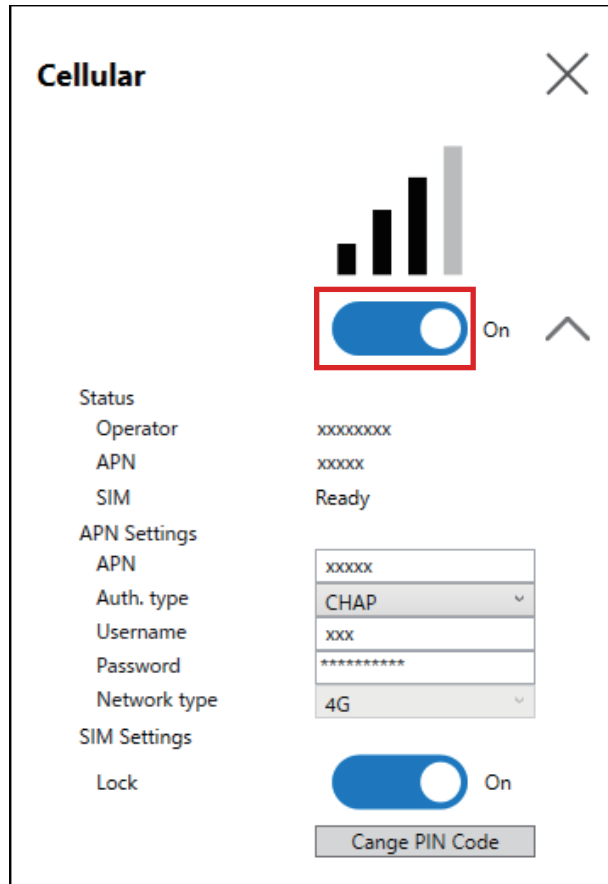 Cellular
On
Status
Operator xxxxxxxx
APN xxxxx
SIM Ready
APN Settings
APN xxxxx
Auth. type CHAP
Username xxx
Password **********
Network type 4G
SIM Settings
Lock On
Cange PIN Code